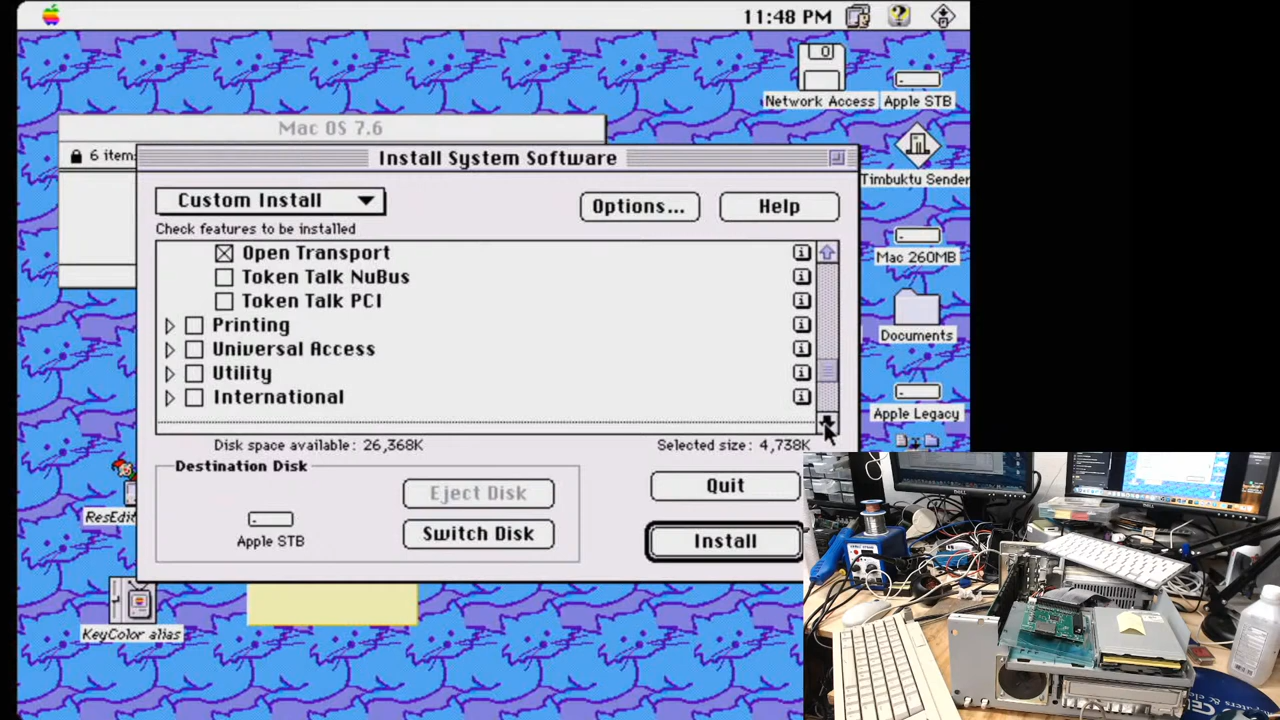 11:48 PM
Network Access
Apple STB
Mac OS 7.6
6 item
Install System Software
Timbuktu Sender
Custom Install
Options...
Help
Check features to be installed
Open Transport
Token Talk NuBus
Token Talk PCI
Printing
Universal Access
Utility
International
Mac 260MB
Documents
Apple Legacy
Disk space available : 26,368K
Selected size : 4,738K
Destination Disk
Eject Disk
Quit
Switch Disk
Install
Apple STB
ResEdit
KeyColor alias
DELL